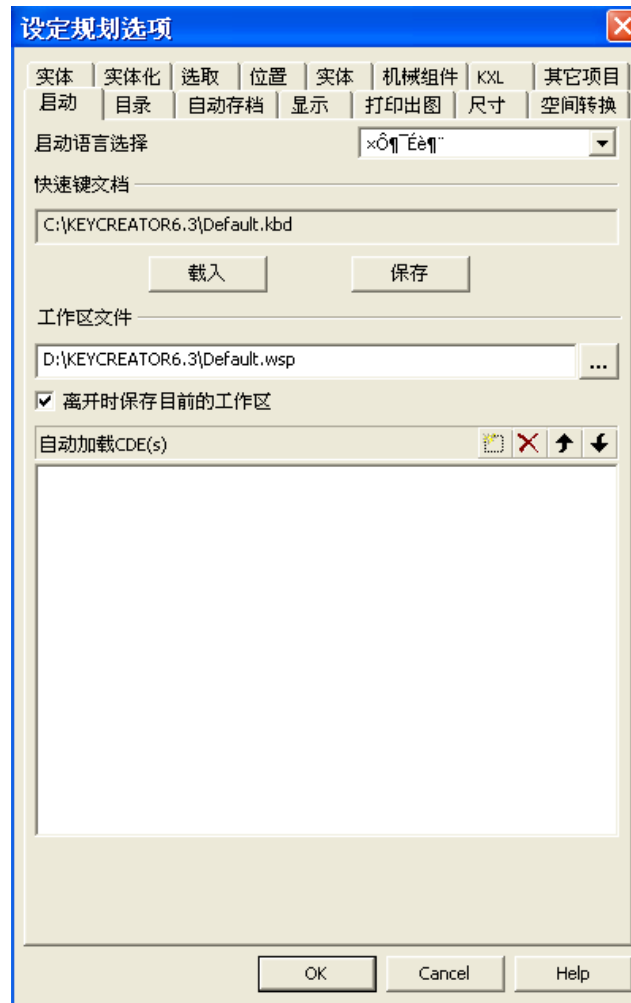 设定规划选项
实体 实体化 选取 位置 实体 机械组件 KXL 其它项目
启动 目录 自动存档 显示 打印出图 尺寸 空间转换
启动语言选择 ×Ô¶¯Éè¶¨
快速键文档
C:\KEYCREATOR6.3\Default.kbd
载入 保存
工作区文件
D:\KEYCREATOR6.3\Default.wsp ...
离开时保存目前的工作区
自动加载CDE(s)
OK Cancel Help